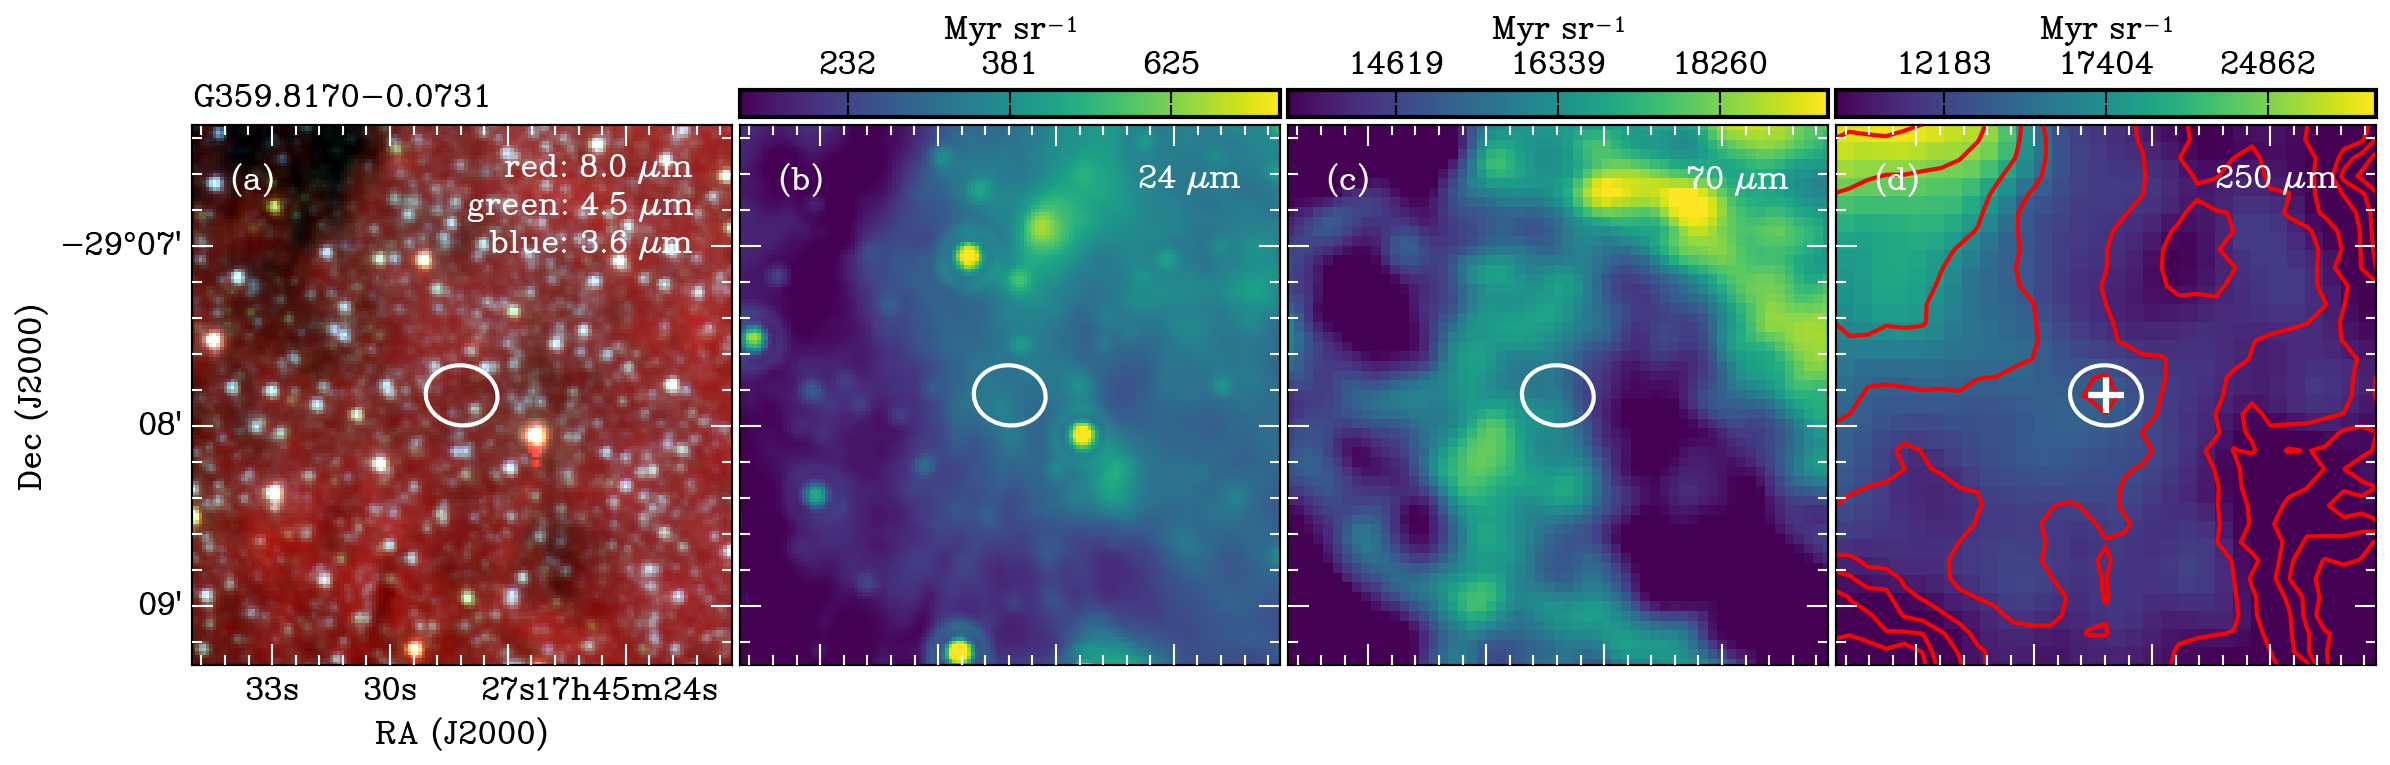 Myr sr⁻¹
232 381 625
Myr sr⁻¹
14619 16339 18260
Myr sr⁻¹
12183 17404 24862
G359.8170−0.0731
(a)
red: 8.0 μm
green: 4.5 μm
blue: 3.6 μm
(b)
24 μm
(c)
70 μm
(d)
250 μm
−29°07'
08'
09'
Dec (J2000)
33s 30s 27s17h45m24s
RA (J2000)